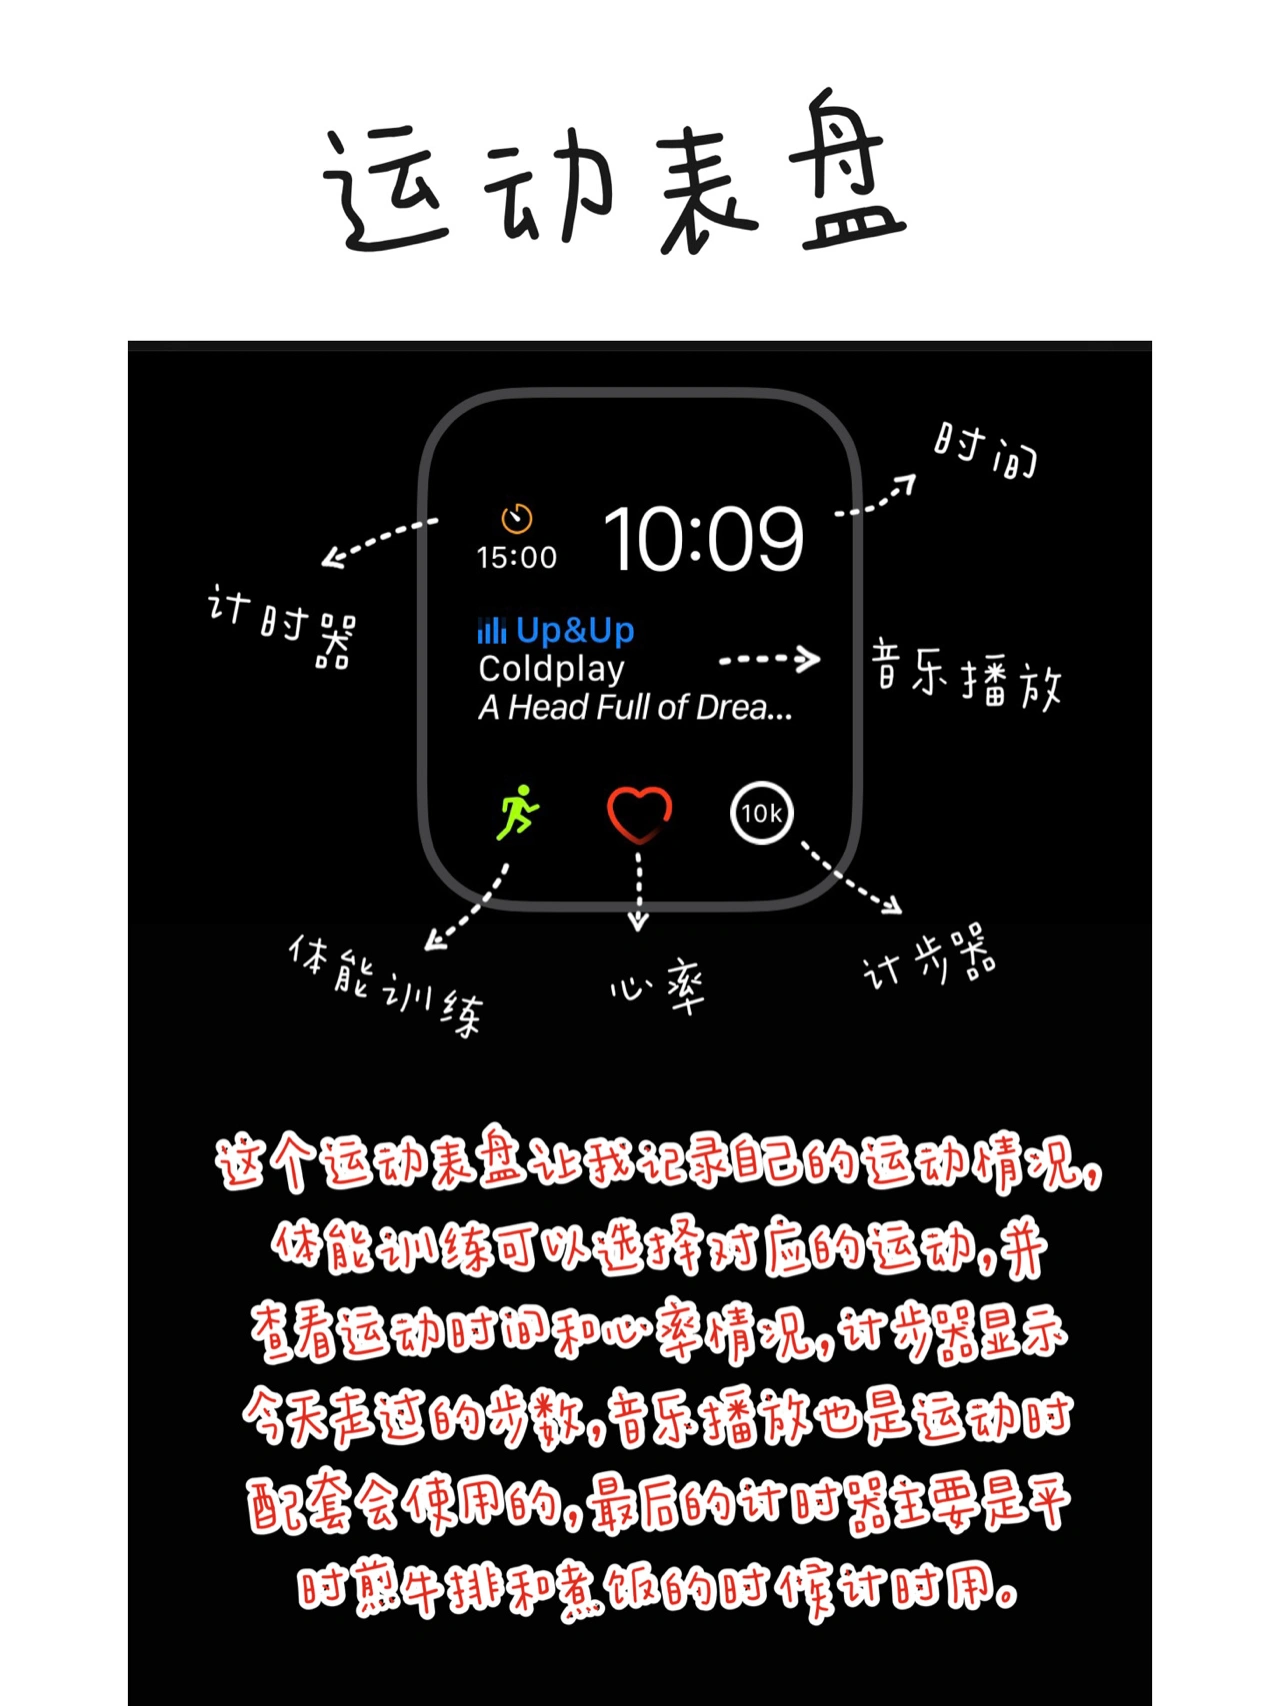 运动表盘
时间
15:00
10:09
计时器
Up&Up
Coldplay
A Head Full of Drea...
音乐播放
10k
体能训练
心率
计步器
这个运动表盘让我记录自己的运动情况,
体能训练可以选择对应的运动,并
查看运动时间和心率情况,计步器显示
今天走过的步数,音乐播放也是运动时
配套会使用的,最后的计时器主要是平
时煎牛排和煮饭的时候计时用。